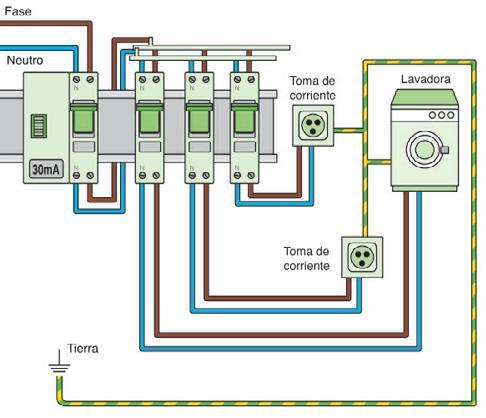 Fase
Neutro
N
N
N
N
Toma de
corriente
Lavadora
30mA
N
N
N
N
Toma de
corriente
Tierra